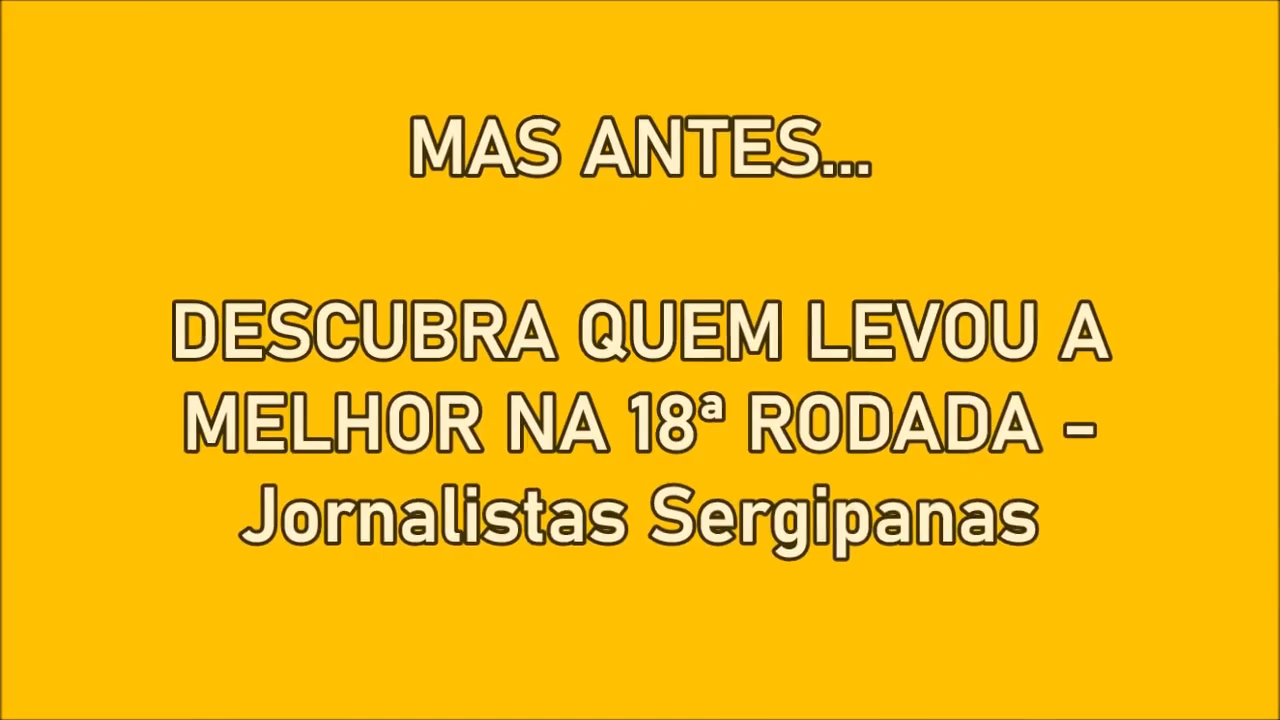 MAS ANTES...
DESCUBRA QUEM LEVOU A
MELHOR NA 18ª RODADA -
Jornalistas Sergipanas